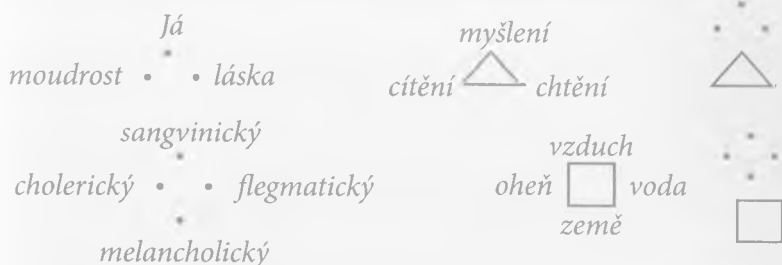 Já
moudrost láska
sangvinický
cholerický flegmatický
melancholický
myšlení
cítění chtění
vzduch
oheň voda
země